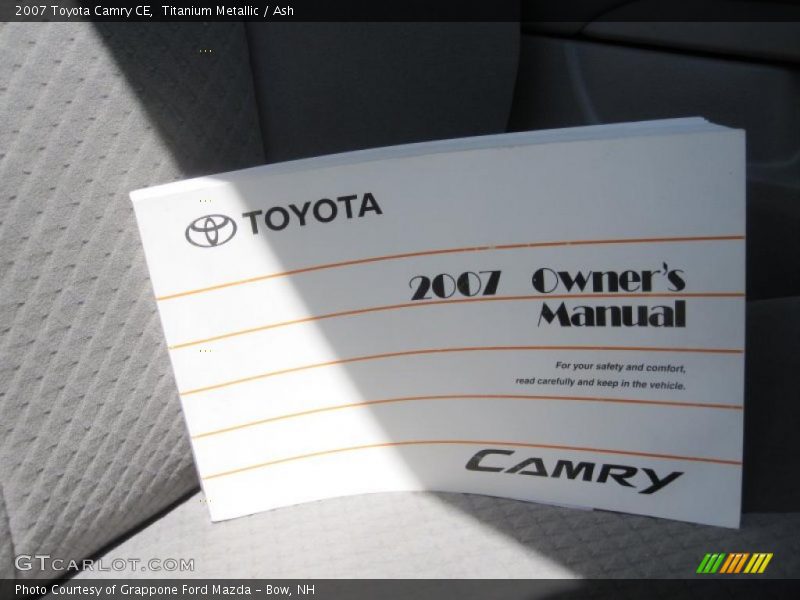 2007 Toyota Camry CE, Titanium Metallic / Ash
TOYOTA
2007 Owner's
Manual
For your safety and comfort,
read carefully and keep in the vehicle.
CAMRY
GTCARLOT.COM
Photo Courtesy of Grappone Ford Mazda - Bow, NH